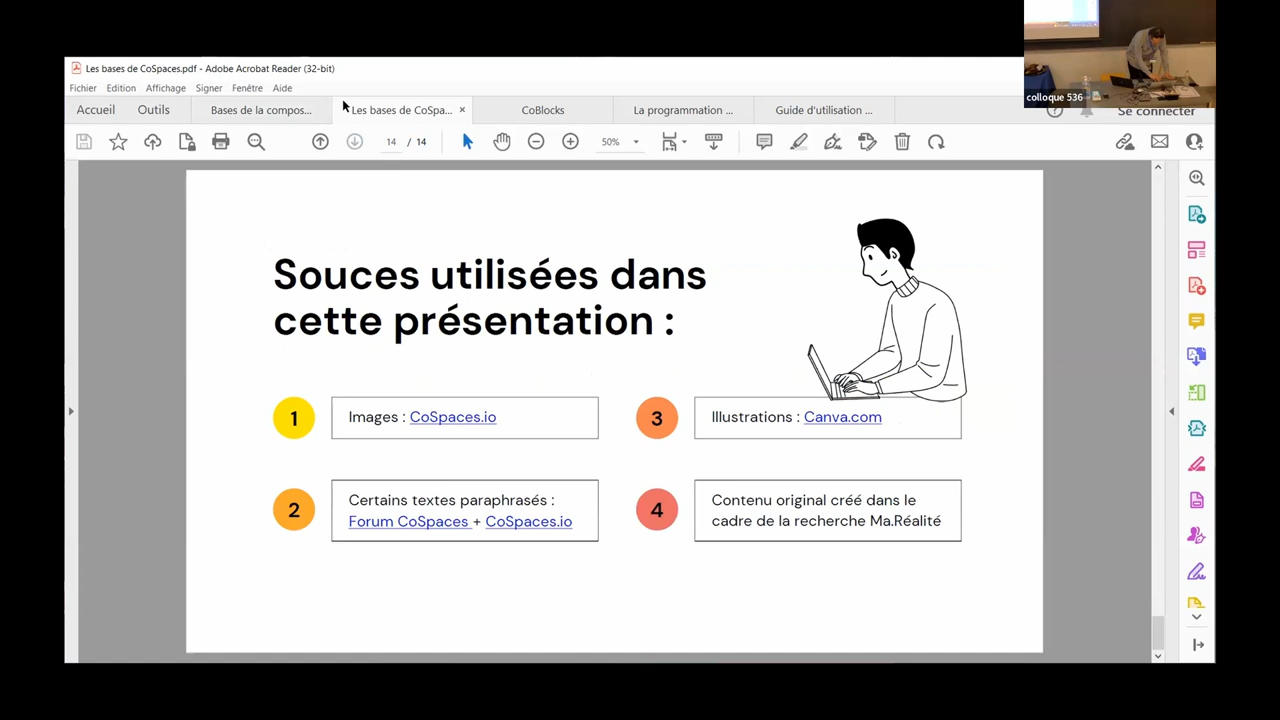 Les bases de CoSpaces.pdf - Adobe Acrobat Reader (32-bit)
Fichier Edition Affichage Signer Fenêtre Aide
colloque 536
Accueil Outils Bases de la compos... Les bases de CoSpa... × CoBlocks La programmation ... Guide d'utilisation ... Se connecter
14 / 14 50%
Souces utilisées dans
cette présentation :
1 Images : CoSpaces.io
3 Illustrations : Canva.com
2 Certains textes paraphrasés :
Forum CoSpaces + CoSpaces.io
4 Contenu original créé dans le
cadre de la recherche Ma.Réalité